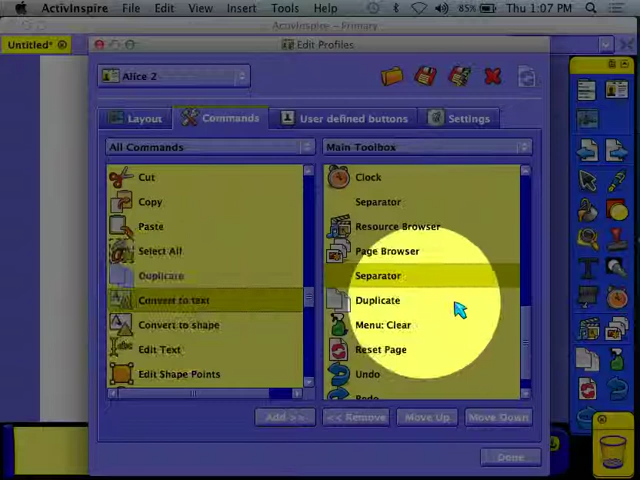 ActivInspire File Edit View Insert Tools Help 85% Thu 1:07 PM
ActivInspire – Primary
Untitled*
Edit Profiles
Alice 2
Layout Commands User defined buttons Settings
All Commands Main Toolbox
Cut Clock
Copy Separator
Paste Resource Browser
Select All Page Browser
Duplicate Separator
Convert to text Duplicate
Convert to shape Menu: Clear
Edit Text Reset Page
Edit Shape Points Undo
Redo
Add >> << Remove Move Up Move Down
Done